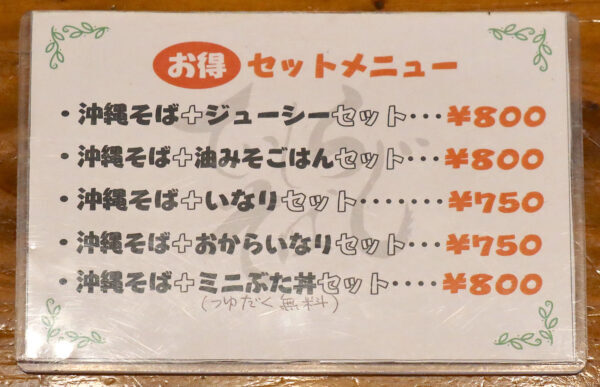 お得 セットメニュー
・沖縄そば+ジューシーセット‥‥¥800
・沖縄そば+油みそごはんセット‥‥¥800
・沖縄そば+いなりセット‥‥‥‥¥750
・沖縄そば+おからいなりセット‥‥¥750
・沖縄そば+ミニぶた丼セット‥‥¥800
(つゆだく無料)